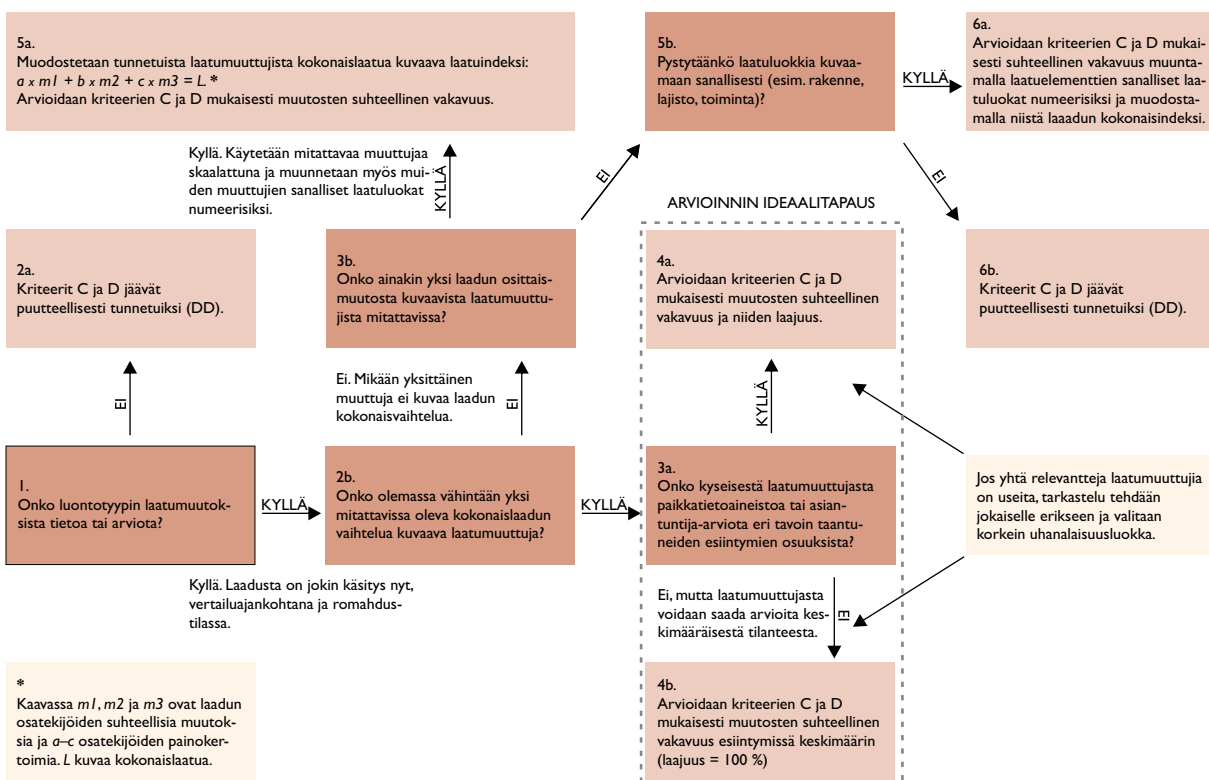 5a.
Muodostetaan tunnetuista laatumuuttujista kokonaislaatua kuvaava laatuindeksi:
a x m1 + b x m2 + c x m3 = L. *
Arvioidaan kriteerien C ja D mukaisesti muutosten suhteellinen vakavuus.
5b.
Pystytäänkö laatuluokkia kuvaa-
maan sanallisesti (esim. rakenne,
lajisto, toiminta)?
KYLLÄ
6a.
Arvioidaan kriteerien C ja D mukai-
sesti suhteellinen vakavuus muunta-
malla laatuelementtien sanalliset laa-
tuluokat numeerisiksi ja muodosta-
malla niistä laaadun kokonaisindeksi.
Kyllä. Käytetään mitattavaa muuttujaa
skaalattuna ja muunnetaan myös mui-
den muuttujien sanalliset laatuluokat
numeerisiksi.
KYLLÄ
EI
EI
ARVIOINNIN IDEAALITAPAUS
2a.
Kriteerit C ja D jäävät
puutteellisesti tunnetuiksi (DD).
3b.
Onko ainakin yksi laadun osittais-
muutosta kuvaavista laatumuuttu-
jista mitattavissa?
4a.
Arvioidaan kriteerien C ja D
mukaisesti muutosten suhteellinen
vakavuus ja niiden laajuus.
6b.
Kriteerit C ja D jäävät
puutteellisesti tunnetuiksi (DD).
EI
Ei. Mikään yksittäinen
muuttuja ei kuvaa laadun
kokonaisvaihtelua.
EI
KYLLÄ
1.
Onko luontotyypin laatumuutok-
sista tietoa tai arviota?
KYLLÄ
2b.
Onko olemassa vähintään yksi
mitattavissa oleva kokonaislaadun
vaihtelua kuvaava laatumuuttuja?
KYLLÄ
3a.
Onko kyseisestä laatumuuttujasta
paikkatietoaineistoa tai asian-
tuntija-arviota eri tavoin taantu-
neiden esiintymien osuuksista?
Jos yhtä relevantteja laatumuuttujia
on useita, tarkastelu tehdään
jokaiselle erikseen ja valitaan
korkein uhanalaisuusluokka.
Kyllä. Laadusta on jokin käsitys nyt,
vertailuajankohtana ja romahdus-
tilassa.
Ei, mutta laatumuuttujasta
voidaan saada arvioita kes-
kimääräisestä tilanteesta.
EI
*
Kaavassa m1, m2 ja m3 ovat laadun
osatekijöiden suhteellisia muutok-
sia ja a–c osatekijöiden painoker-
toimia. L kuvaa kokonaislaatua.
4b.
Arvioidaan kriteerien C ja D
mukaisesti muutosten suhteellinen
vakavuus esiintymissä keskimäärin
(laajuus = 100 %)